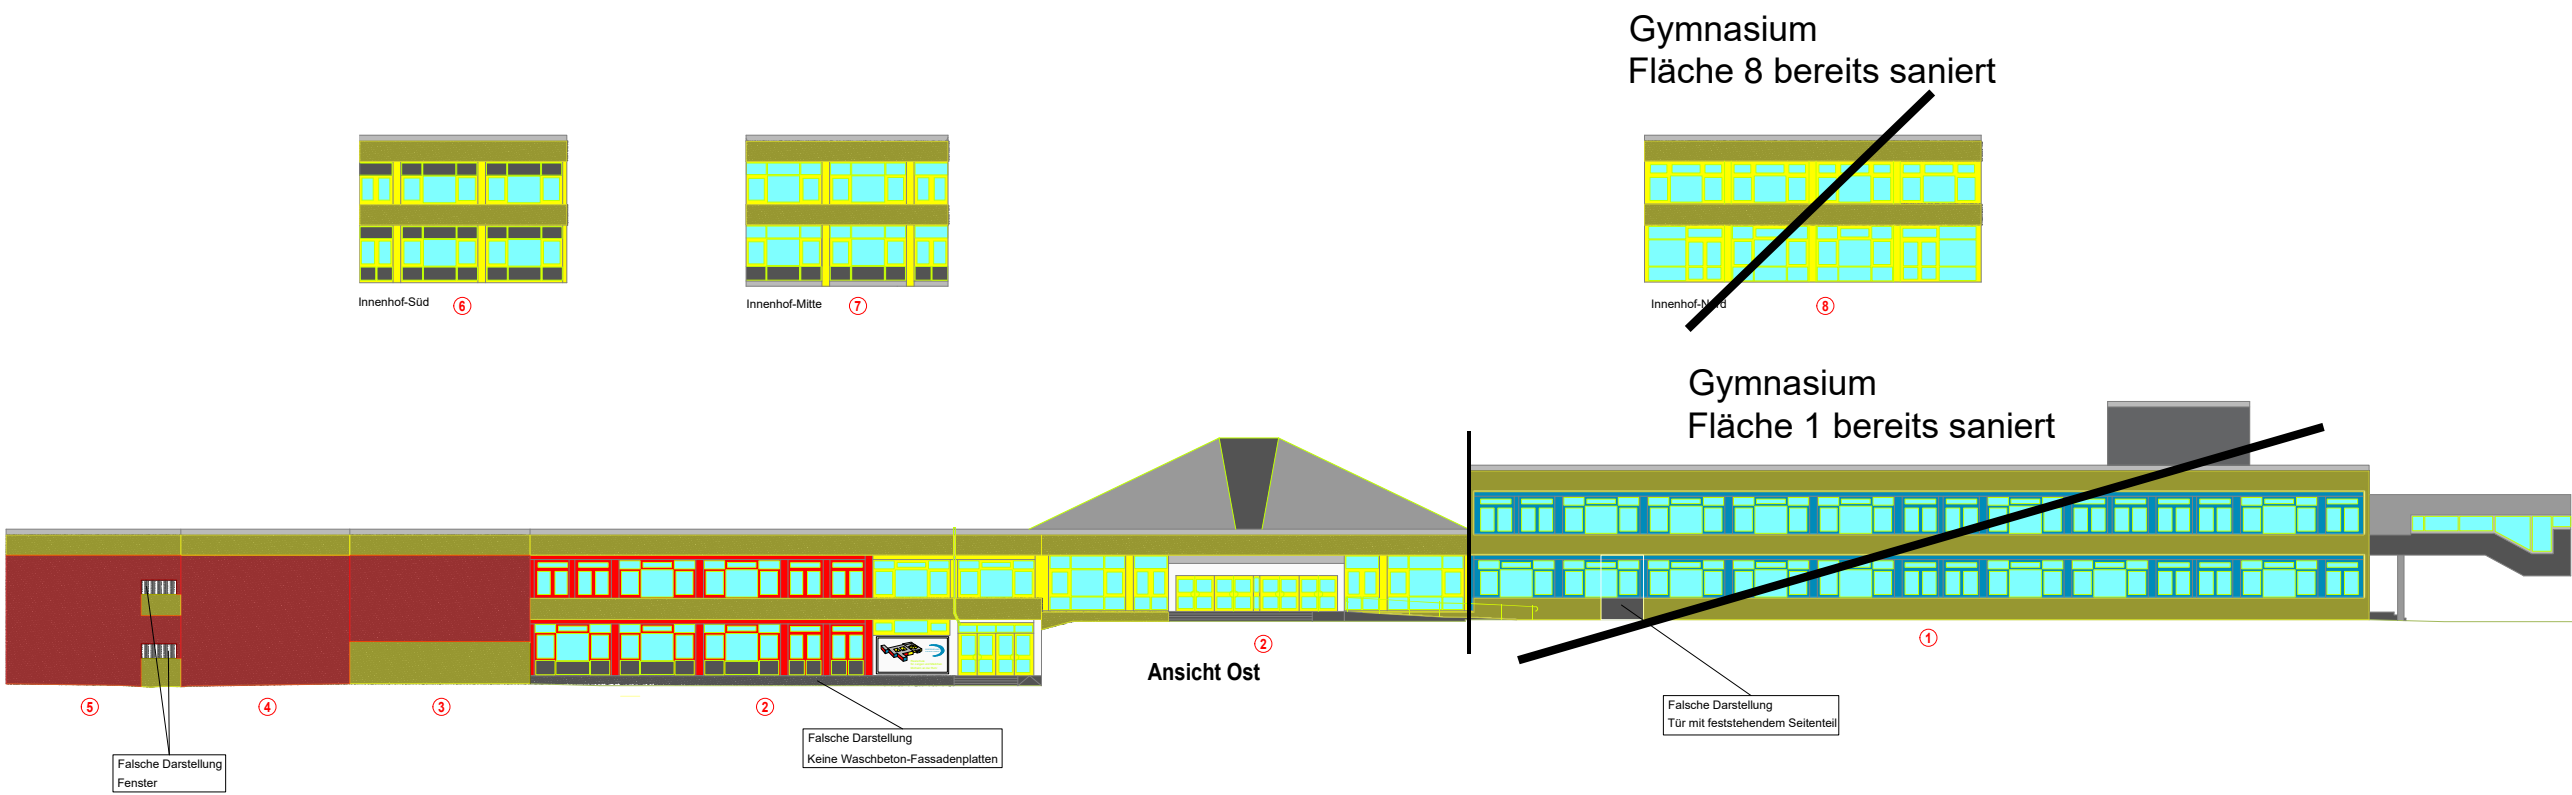 Gymnasium
Fläche 8 bereits saniert
Innenhof-Süd
6
Innenhof-Mitte
7
Innenhof-Nord
8
Gymnasium
Fläche 1 bereits saniert
2
1
Ansicht Ost
5
4
3
2
Falsche Darstellung
Tür mit feststehendem Seitenteil
Falsche Darstellung
Keine Waschbeton-Fassadenplatten
Falsche Darstellung
Fenster